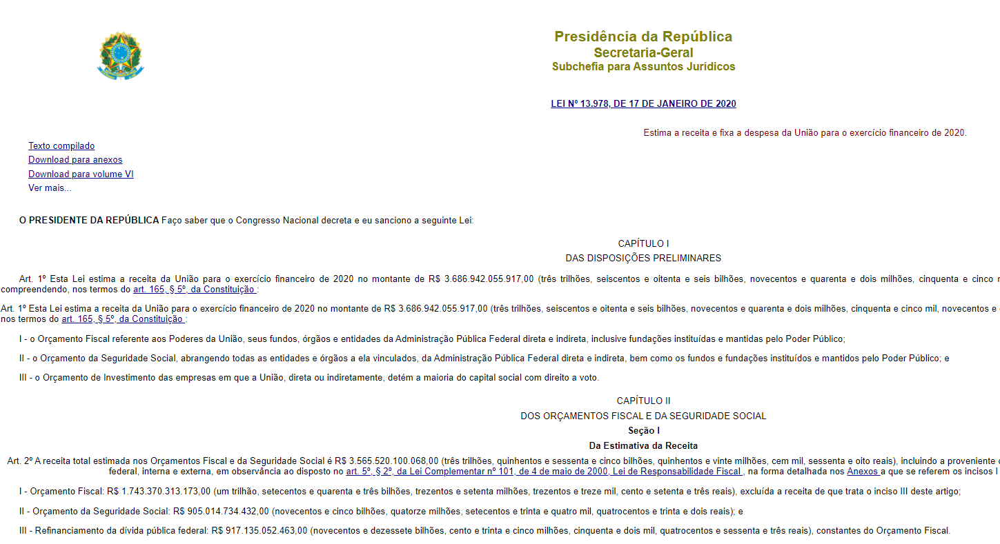 Presidência da República
Secretaria-Geral
Subchefia para Assuntos Jurídicos
LEI Nº 13.978, DE 17 DE JANEIRO DE 2020
Estima a receita e fixa a despesa da União para o exercício financeiro de 2020.
Texto compilado
Download para anexos
Download para volume VI
Ver mais...
O PRESIDENTE DA REPÚBLICA Faço saber que o Congresso Nacional decreta e eu sanciono a seguinte Lei:
CAPÍTULO I
DAS DISPOSIÇÕES PRELIMINARES
Art. 1º Esta Lei estima a receita da União para o exercício financeiro de 2020 no montante de R$ 3.686.942.055.917,00 (três trilhões, seiscentos e oitenta e seis bilhões, novecentos e quarenta e dois milhões, cinquenta e cinco
compreendendo, nos termos do art. 165, § 5º, da Constituição :
Art. 1º Esta Lei estima a receita da União para o exercício financeiro de 2020 no montante de R$ 3.686.942.055.917,00 (três trilhões, seiscentos e oitenta e seis bilhões, novecentos e quarenta e dois milhões, cinquenta e cinco mil, novecentos e
nos termos do art. 165, § 5º, da Constituição :
I - o Orçamento Fiscal referente aos Poderes da União, seus fundos, órgãos e entidades da Administração Pública Federal direta e indireta, inclusive fundações instituídas e mantidas pelo Poder Público;
II - o Orçamento da Seguridade Social, abrangendo todas as entidades e órgãos a ela vinculados, da Administração Pública Federal direta e indireta, bem como os fundos e fundações instituídos e mantidos pelo Poder Público; e
III - o Orçamento de Investimento das empresas em que a União, direta ou indiretamente, detém a maioria do capital social com direito a voto.
CAPÍTULO II
DOS ORÇAMENTOS FISCAL E DA SEGURIDADE SOCIAL
Seção I
Da Estimativa da Receita
Art. 2º A receita total estimada nos Orçamentos Fiscal e da Seguridade Social é R$ 3.565.520.100.068,00 (três trilhões, quinhentos e sessenta e cinco bilhões, quinhentos e vinte milhões, cem mil, sessenta e oito reais), incluindo a proveniente
federal, interna e externa, em observância ao disposto no art. 5º, § 2º, da Lei Complementar nº 101, de 4 de maio de 2000, Lei de Responsabilidade Fiscal , na forma detalhada nos Anexos a que se referem os incisos I
I - Orçamento Fiscal: R$ 1.743.370.313.173,00 (um trilhão, setecentos e quarenta e três bilhões, trezentos e setenta milhões, trezentos e treze mil, cento e setenta e três reais), excluída a receita de que trata o inciso III deste artigo;
II - Orçamento da Seguridade Social: R$ 905.014.734.432,00 (novecentos e cinco bilhões, quatorze milhões, setecentos e trinta e quatro mil, quatrocentos e trinta e dois reais); e
III - Refinanciamento da dívida pública federal: R$ 917.135.052.463,00 (novecentos e dezessete bilhões, cento e trinta e cinco milhões, cinquenta e dois mil, quatrocentos e sessenta e três reais), constantes do Orçamento Fiscal.